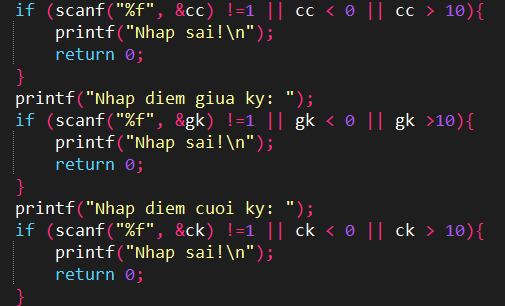 if (scanf("%f", &cc) !=1 || cc < 0 || cc > 10){
    printf("Nhap sai!\n");
    return 0;
}
printf("Nhap diem giua ky: ");
if (scanf("%f", &gk) !=1 || gk < 0 || gk >10){
    printf("Nhap sai!\n");
    return 0;
}
printf("Nhap diem cuoi ky: ");
if (scanf("%f", &ck) !=1 || ck < 0 || ck > 10){
    printf("Nhap sai!\n");
    return 0;
}